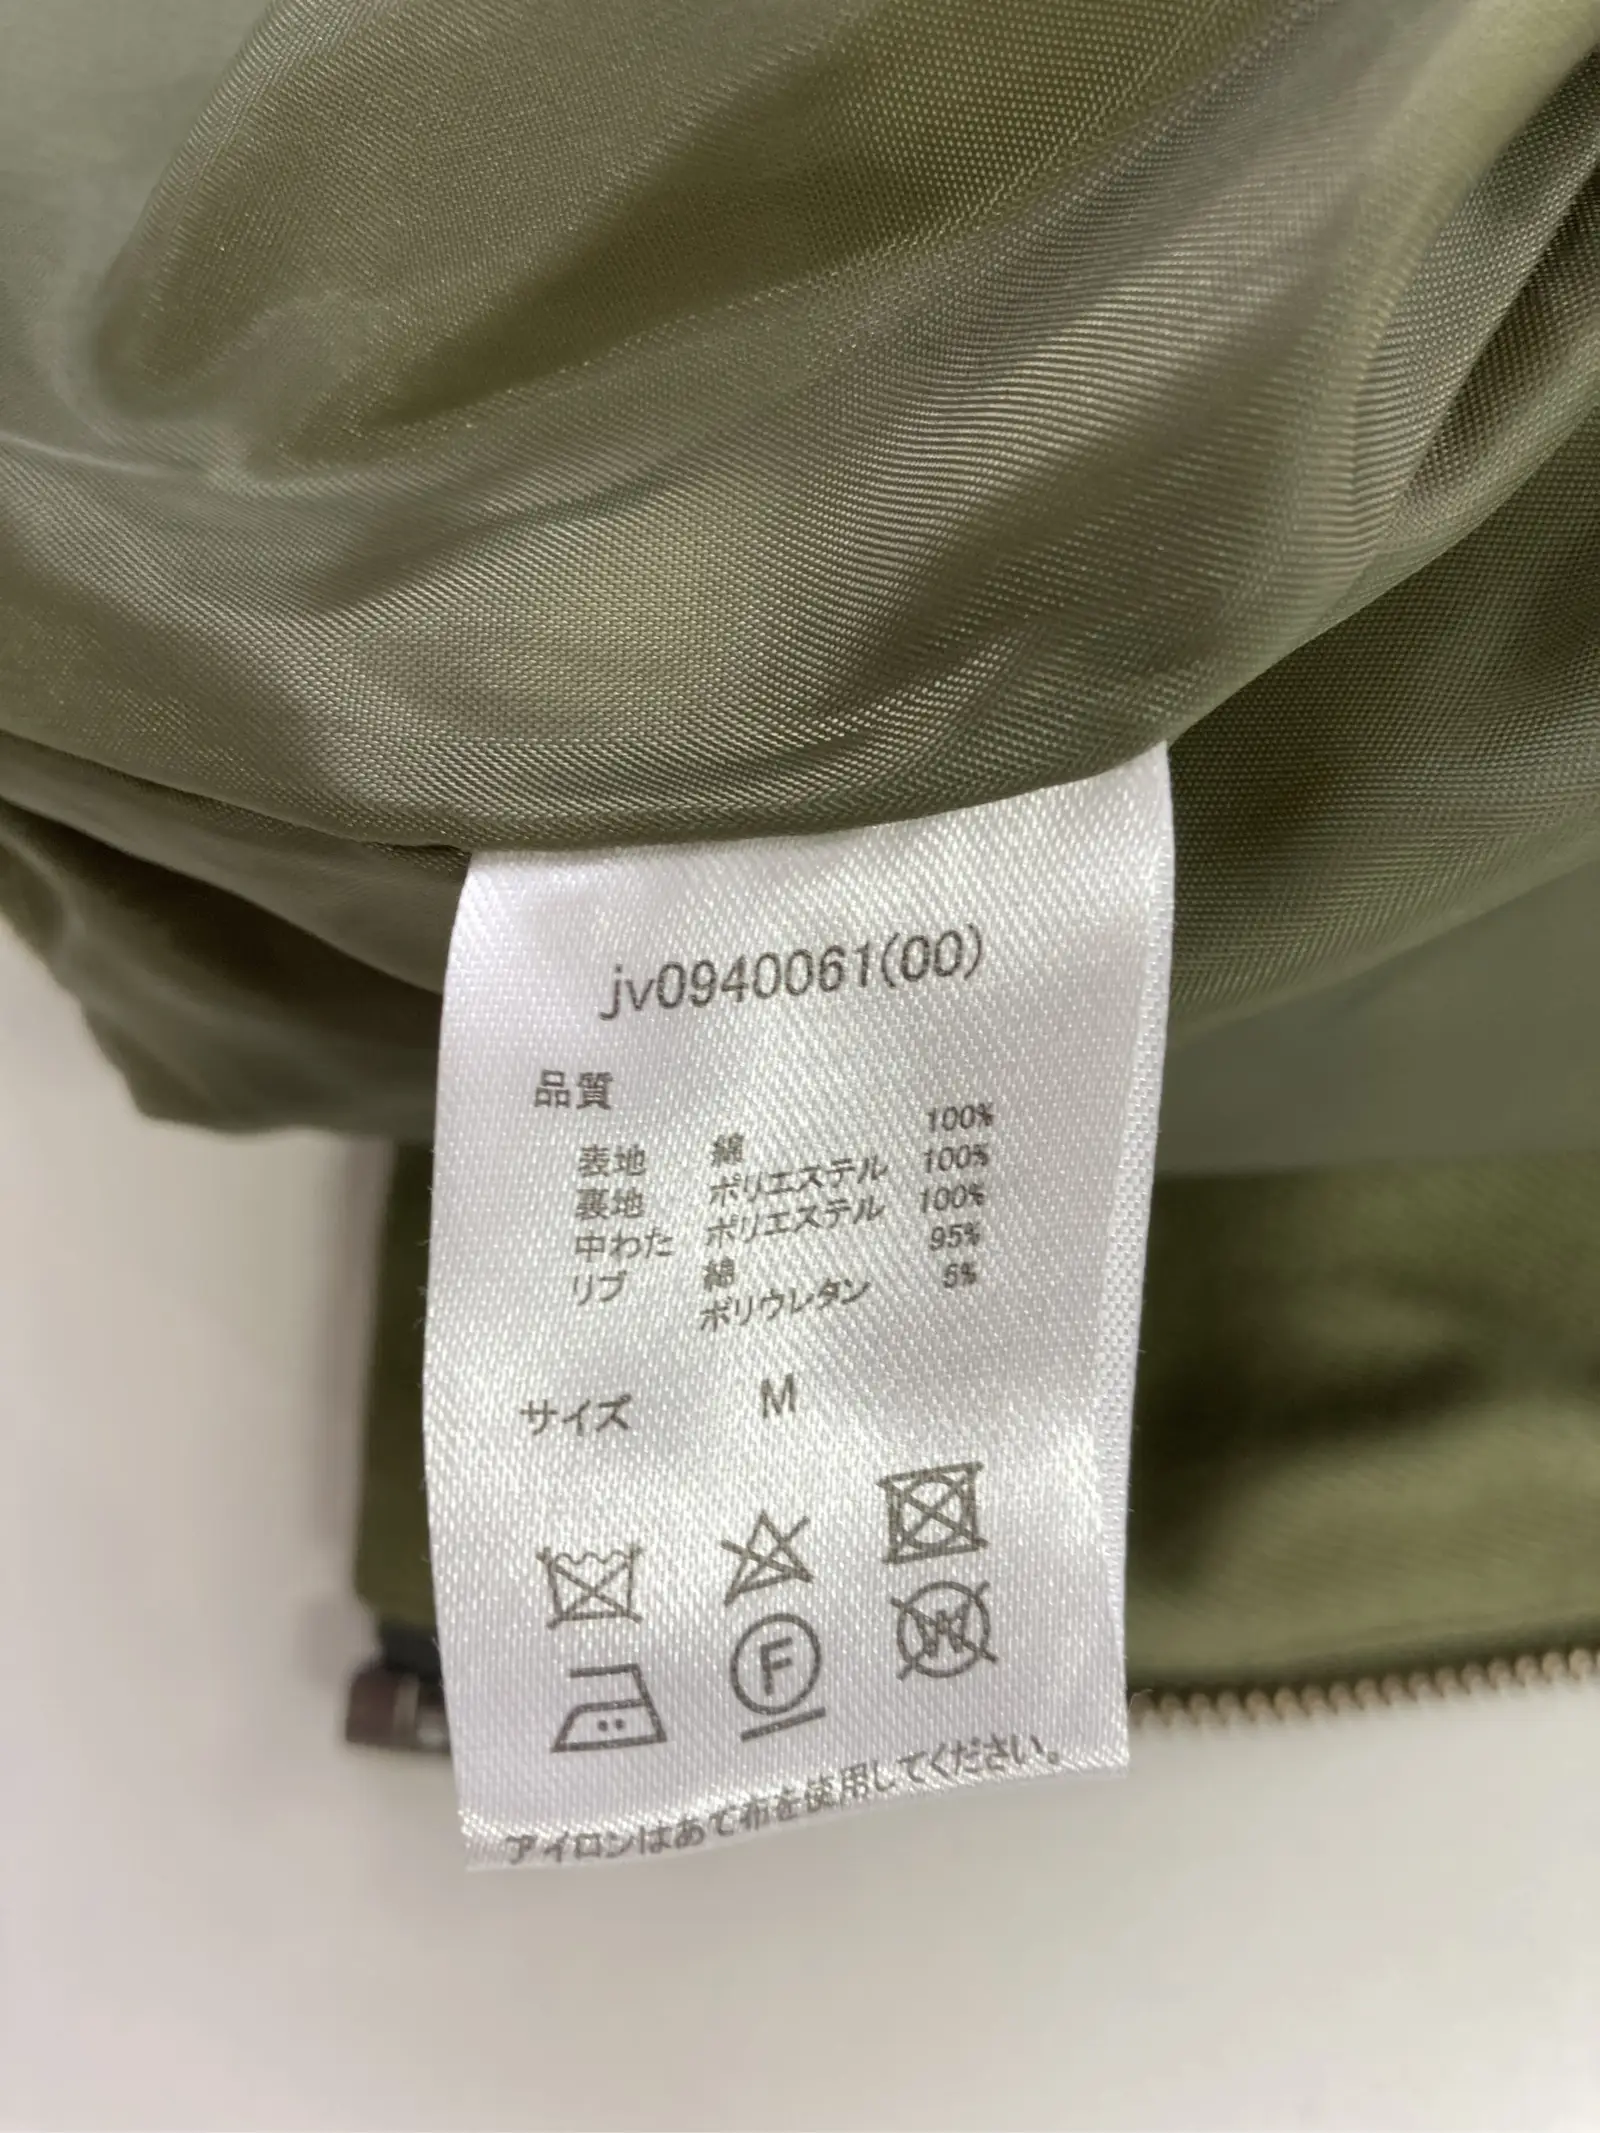 jv0940061(00)
品質
表地 綿 100%
裏地 ポリエステル 100%
中わた ポリエステル 100%
リブ 綿 95%
ポリウレタン 5%
サイズ M
F W
アイロンはあて布を使用してください。